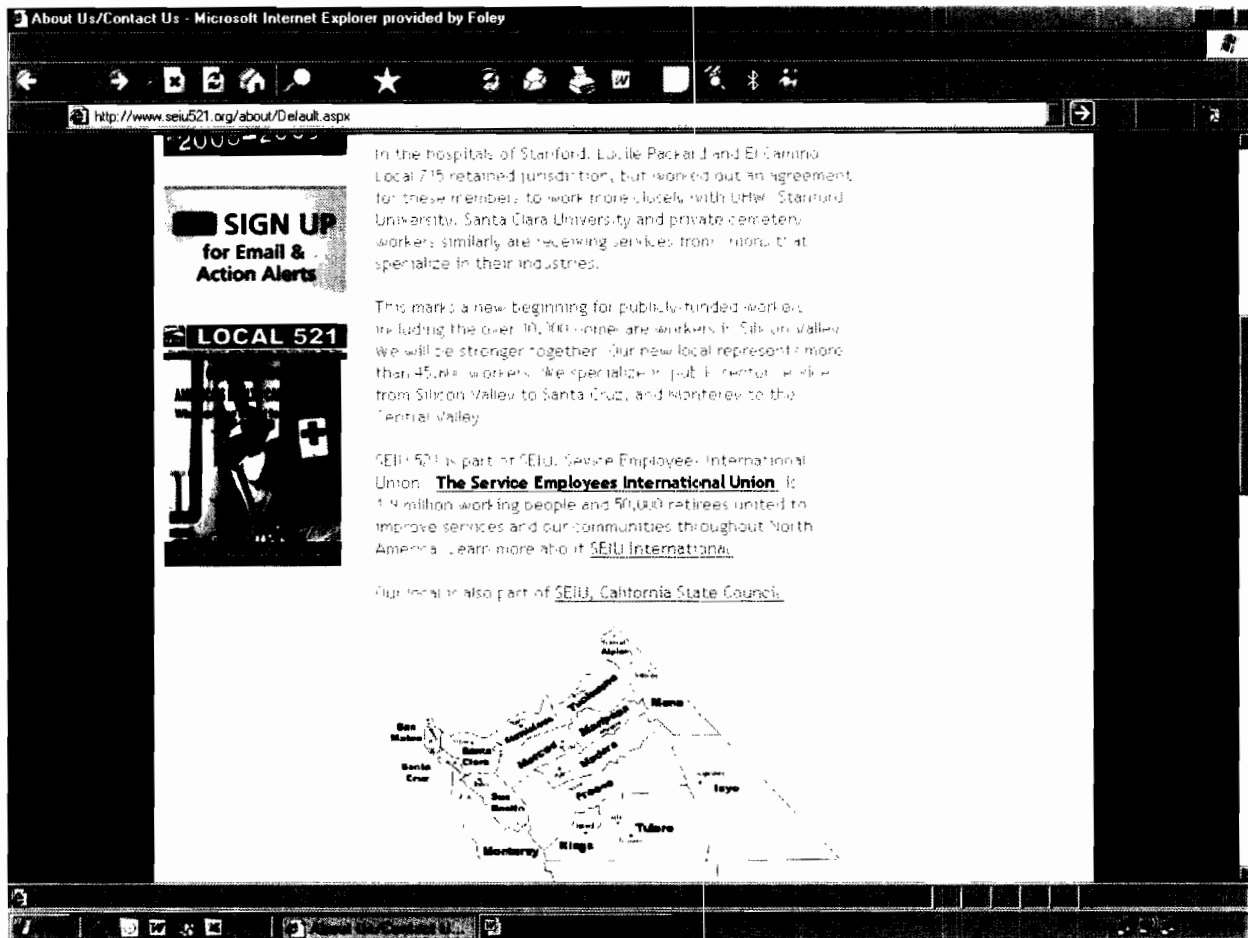 About Us/Contact Us - Microsoft Internet Explorer provided by Foley
http://www.seiu521.org/about/Default.aspx
SIGN UP
for Email &
Action Alerts
LOCAL 521
In the hospitals of Stanford, Lucile Packard and El Camino
Local 715 retained jurisdiction, but worked out an agreement
for these members to work more closely with UHW. Stanford
University, Santa Clara University and private cemetery
workers similarly are receiving services from unions that
specialize in their industries.
This marks a new beginning for publicly-funded workers
including the over workers in Silicon Valley
We will be stronger together. Our new local represents more
than workers. We specialize in public sector service
from Silicon Valley to Santa Cruz, and Monterey to the
Central Valley
SEIU 521 is part of SEIU, Service Employees International
Union. The Service Employees International Union is
1.9 million working people and 50,000 retirees united to
improve services and our communities throughout North
America. Learn more about SEIU International.
Our local is also part of SEIU, California State Council.
Alpine
Tuolumne
Mono
San
Mateo
Stanislaus
Mariposa
Santa
Clara
Merced
Madera
Santa
Cruz
San
Benito
Fresno
Inyo
Tulare
Monterey
Kings